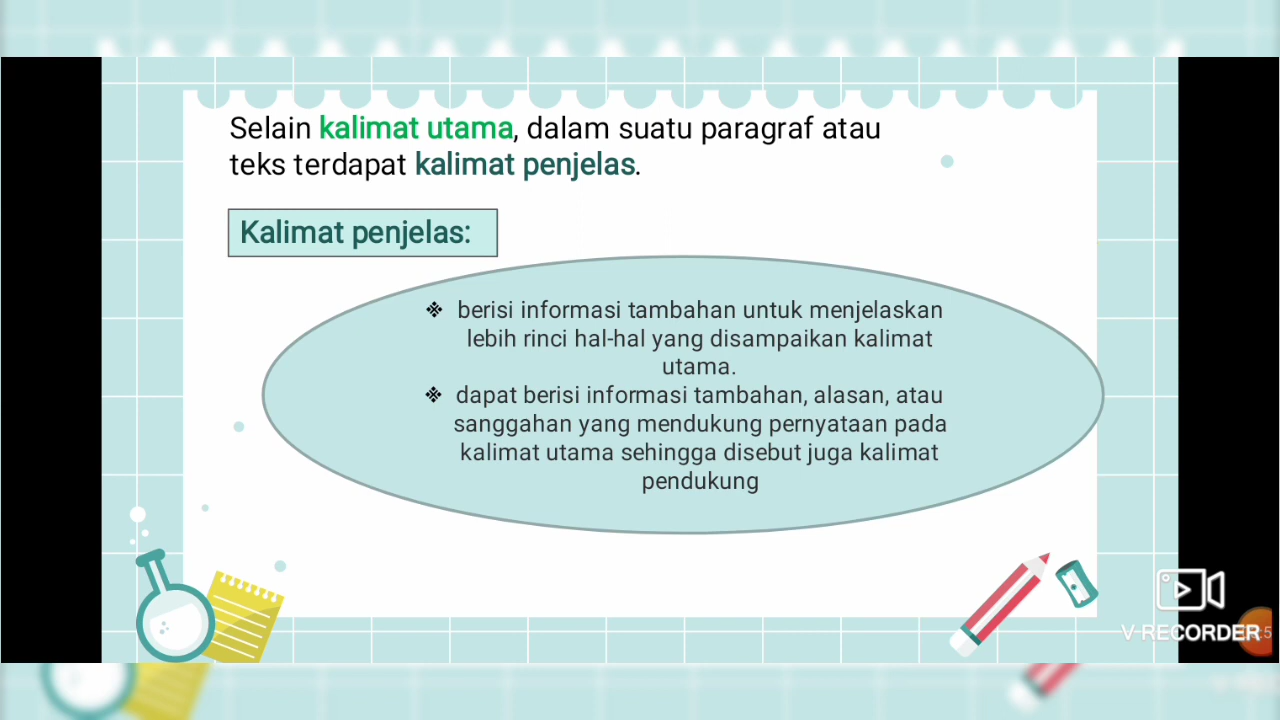 Selain kalimat utama, dalam suatu paragraf atau
teks terdapat kalimat penjelas.
Kalimat penjelas:
❖ berisi informasi tambahan untuk menjelaskan
lebih rinci hal-hal yang disampaikan kalimat
utama.
❖ dapat berisi informasi tambahan, alasan, atau
sanggahan yang mendukung pernyataan pada
kalimat utama sehingga disebut juga kalimat
pendukung
V RECORDER